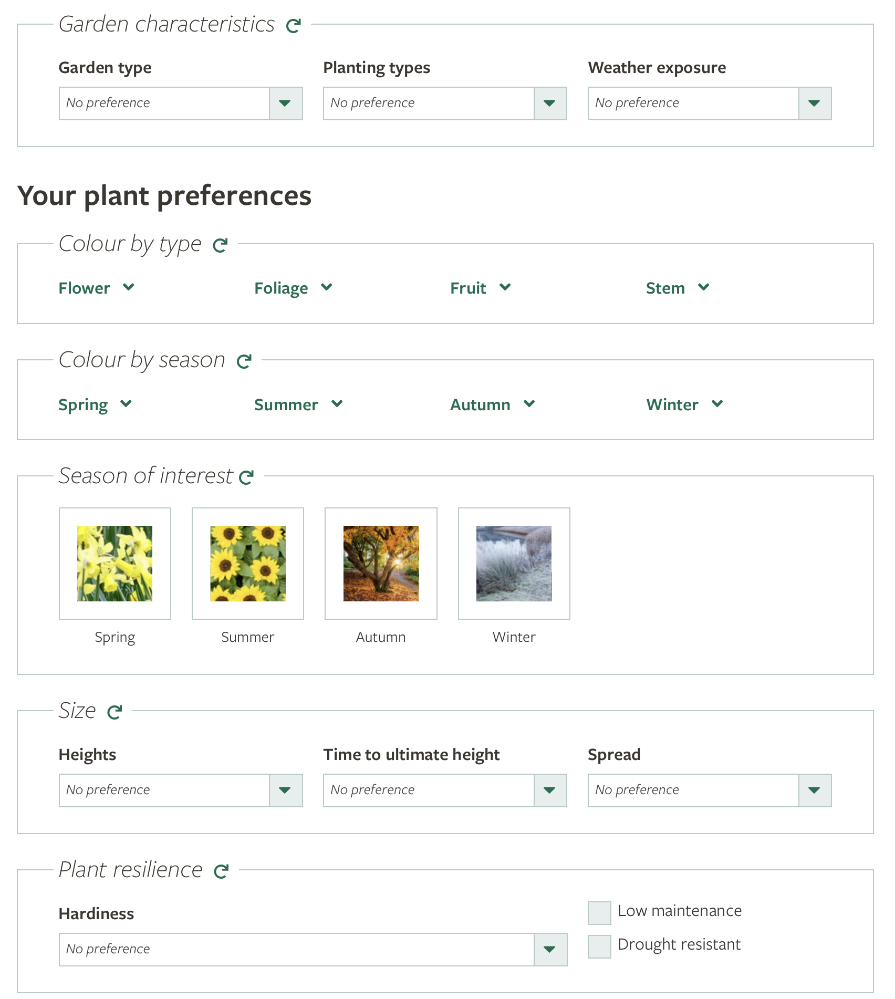 Garden characteristics
Garden type Planting types Weather exposure
No preference No preference No preference
Your plant preferences
Colour by type
Flower Foliage Fruit Stem
Colour by season
Spring Summer Autumn Winter
Season of interest
Spring Summer Autumn Winter
Size
Heights Time to ultimate height Spread
No preference No preference No preference
Plant resilience
Hardiness
Low maintenance
No preference
Drought resistant